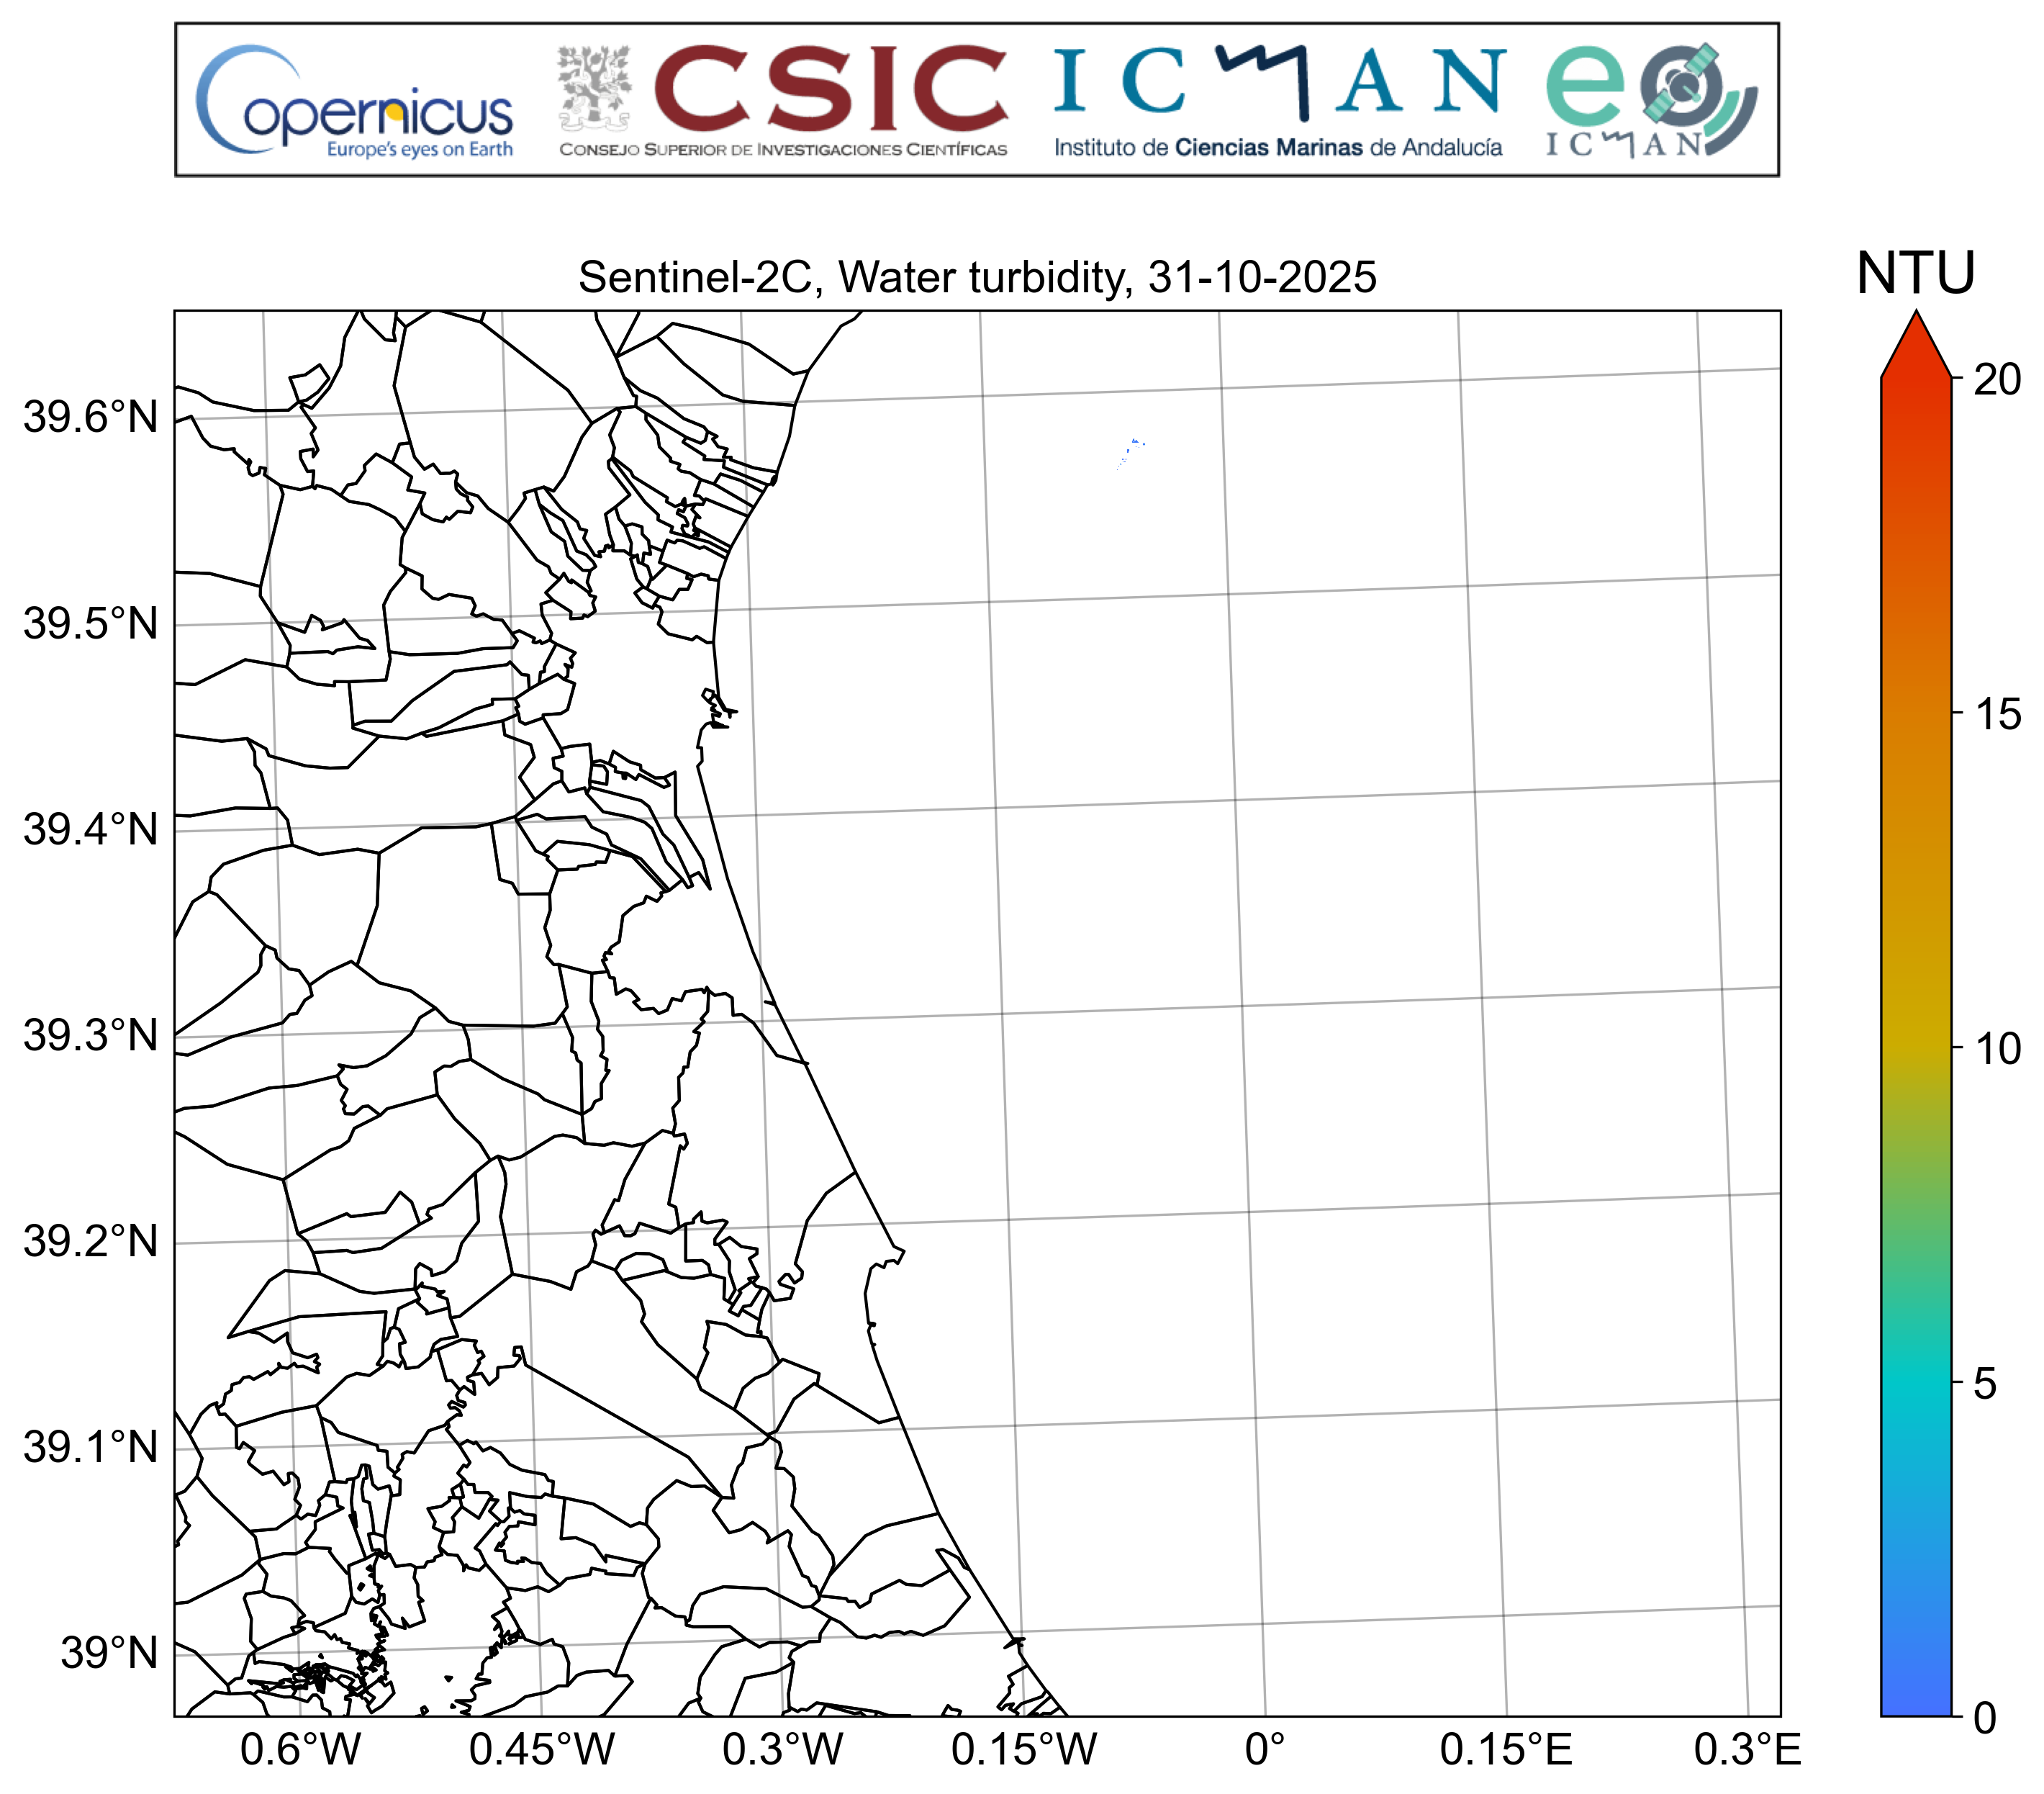 Copernicus
Europe's eyes on Earth
CSIC
CONSEJO SUPERIOR DE INVESTIGACIONES CIENTÍFICAS
ICMAN
Instituto de Ciencias Marinas de Andalucía
eo
ICMAN
Sentinel-2C, Water turbidity, 31-10-2025
NTU
39.6°N
39.5°N
39.4°N
39.3°N
39.2°N
39.1°N
39°N
0.6°W 0.45°W 0.3°W 0.15°W 0° 0.15°E 0.3°E
20
15
10
5
0